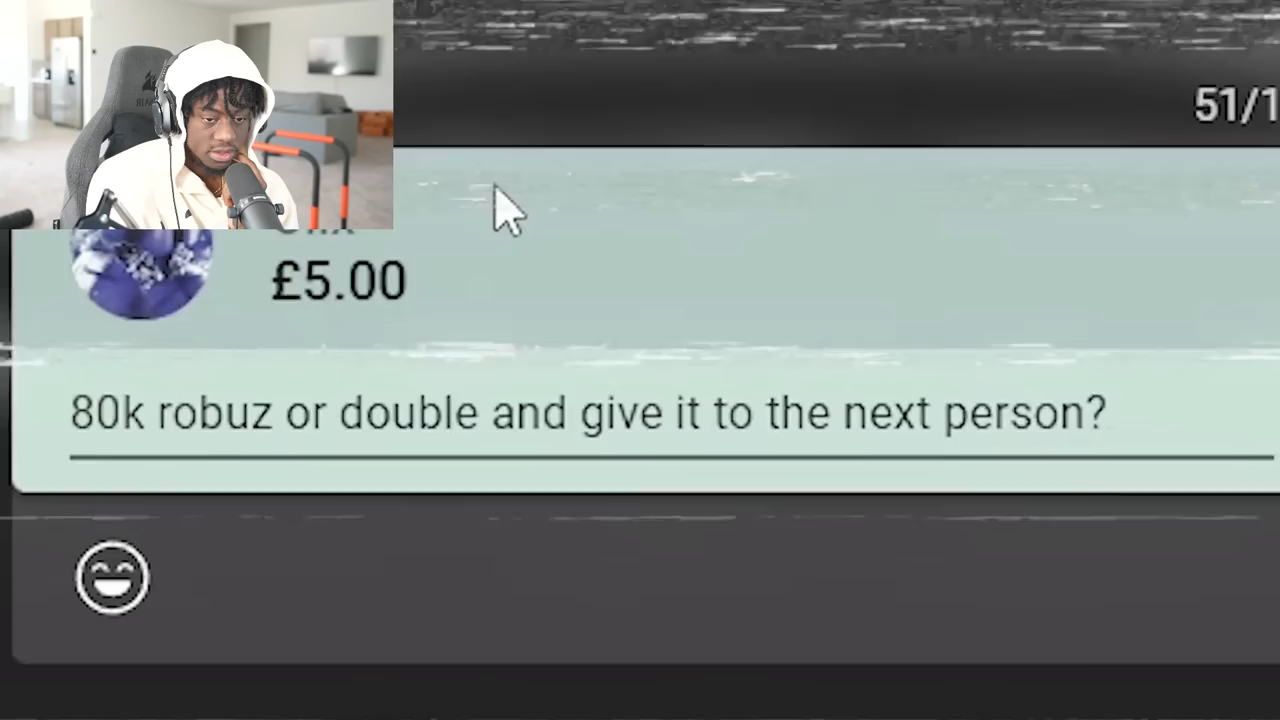 51/1
£5.00
80k robuz or double and give it to the next person?